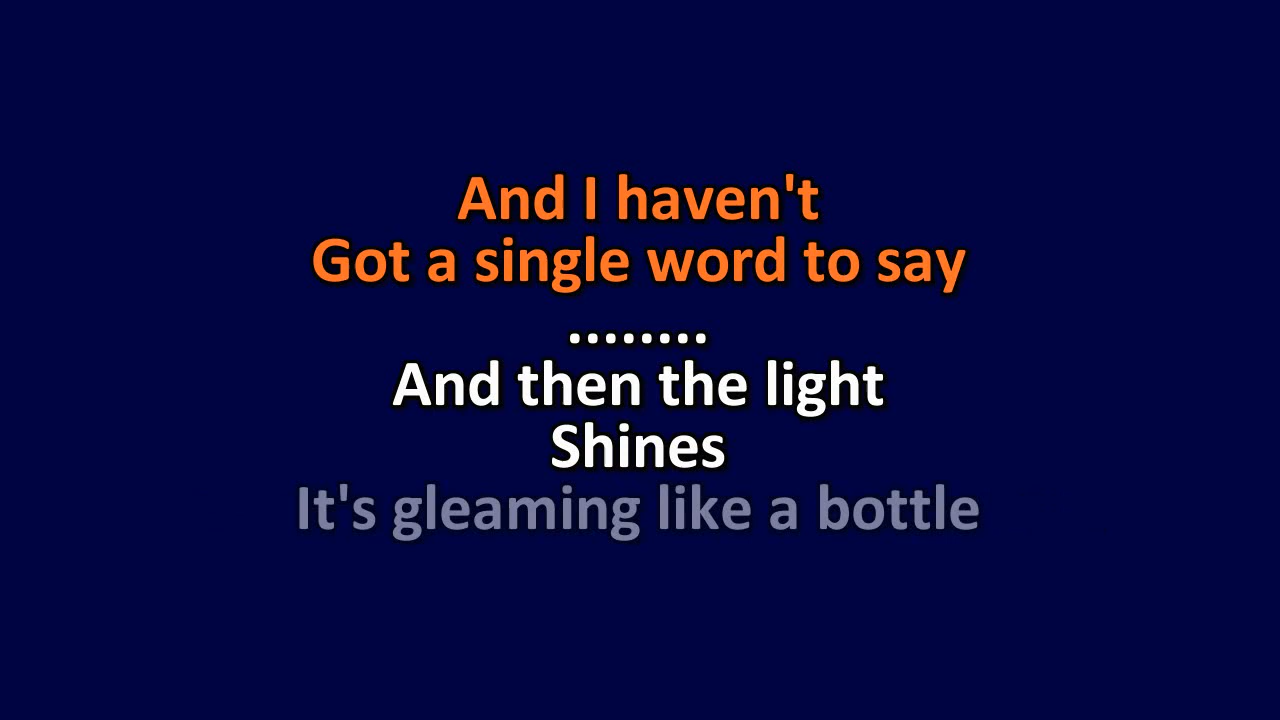 And I haven't
Got a single word to say
........
And then the light
Shines
It's gleaming like a bottle